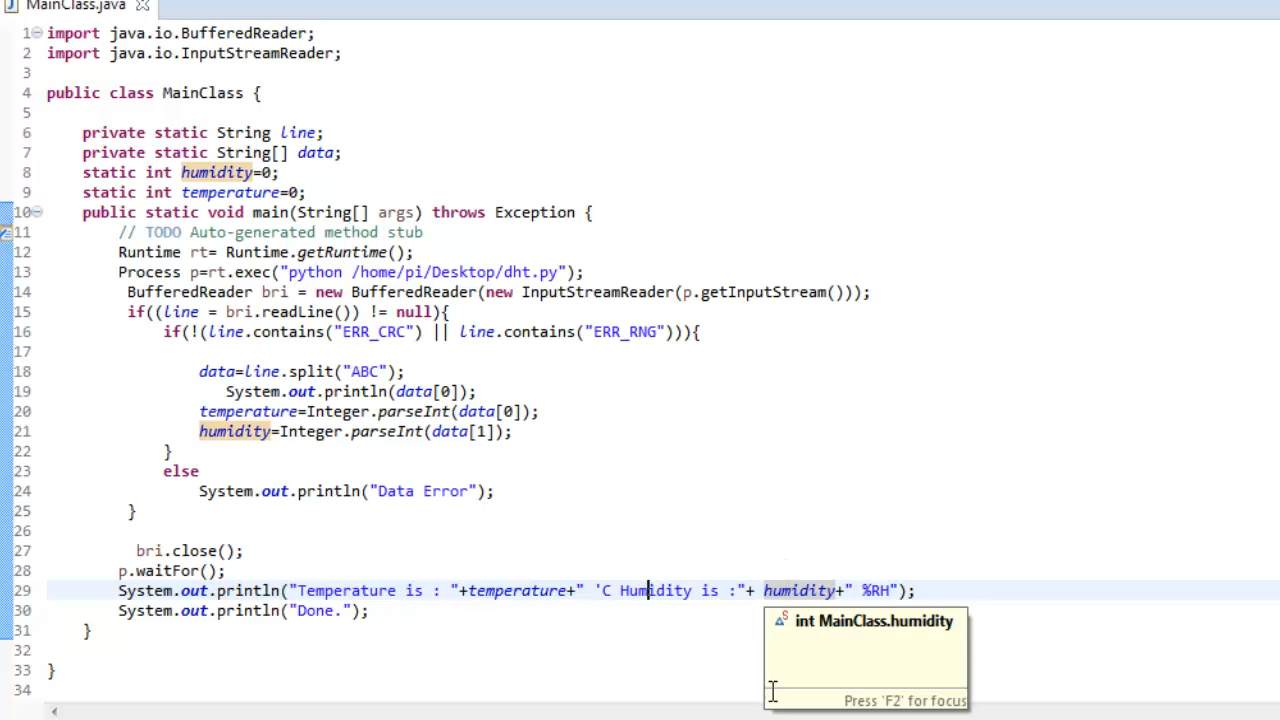 MainClass.java
1 import java.io.BufferedReader;
2 import java.io.InputStreamReader;
3
4 public class MainClass {
5
6 private static String line;
7 private static String[] data;
8 static int humidity=0;
9 static int temperature=0;
10 public static void main(String[] args) throws Exception {
11 // TODO Auto-generated method stub
12 Runtime rt= Runtime.getRuntime();
13 Process p=rt.exec("python /home/pi/Desktop/dht.py");
14 BufferedReader bri = new BufferedReader(new InputStreamReader(p.getInputStream()));
15 if((line = bri.readLine()) != null){
16 if(!(line.contains("ERR_CRC") || line.contains("ERR_RNG"))){
17
18 data=line.split("ABC");
19 System.out.println(data[0]);
20 temperature=Integer.parseInt(data[0]);
21 humidity=Integer.parseInt(data[1]);
22 }
23 else
24 System.out.println("Data Error");
25 }
26
27 bri.close();
28 p.waitFor();
29 System.out.println("Temperature is : "+temperature+" 'C Humidity is :"+ humidity+" %RH");
30 System.out.println("Done.");
31 }
32
33 }
34
S int MainClass.humidity
Press 'F2' for focus